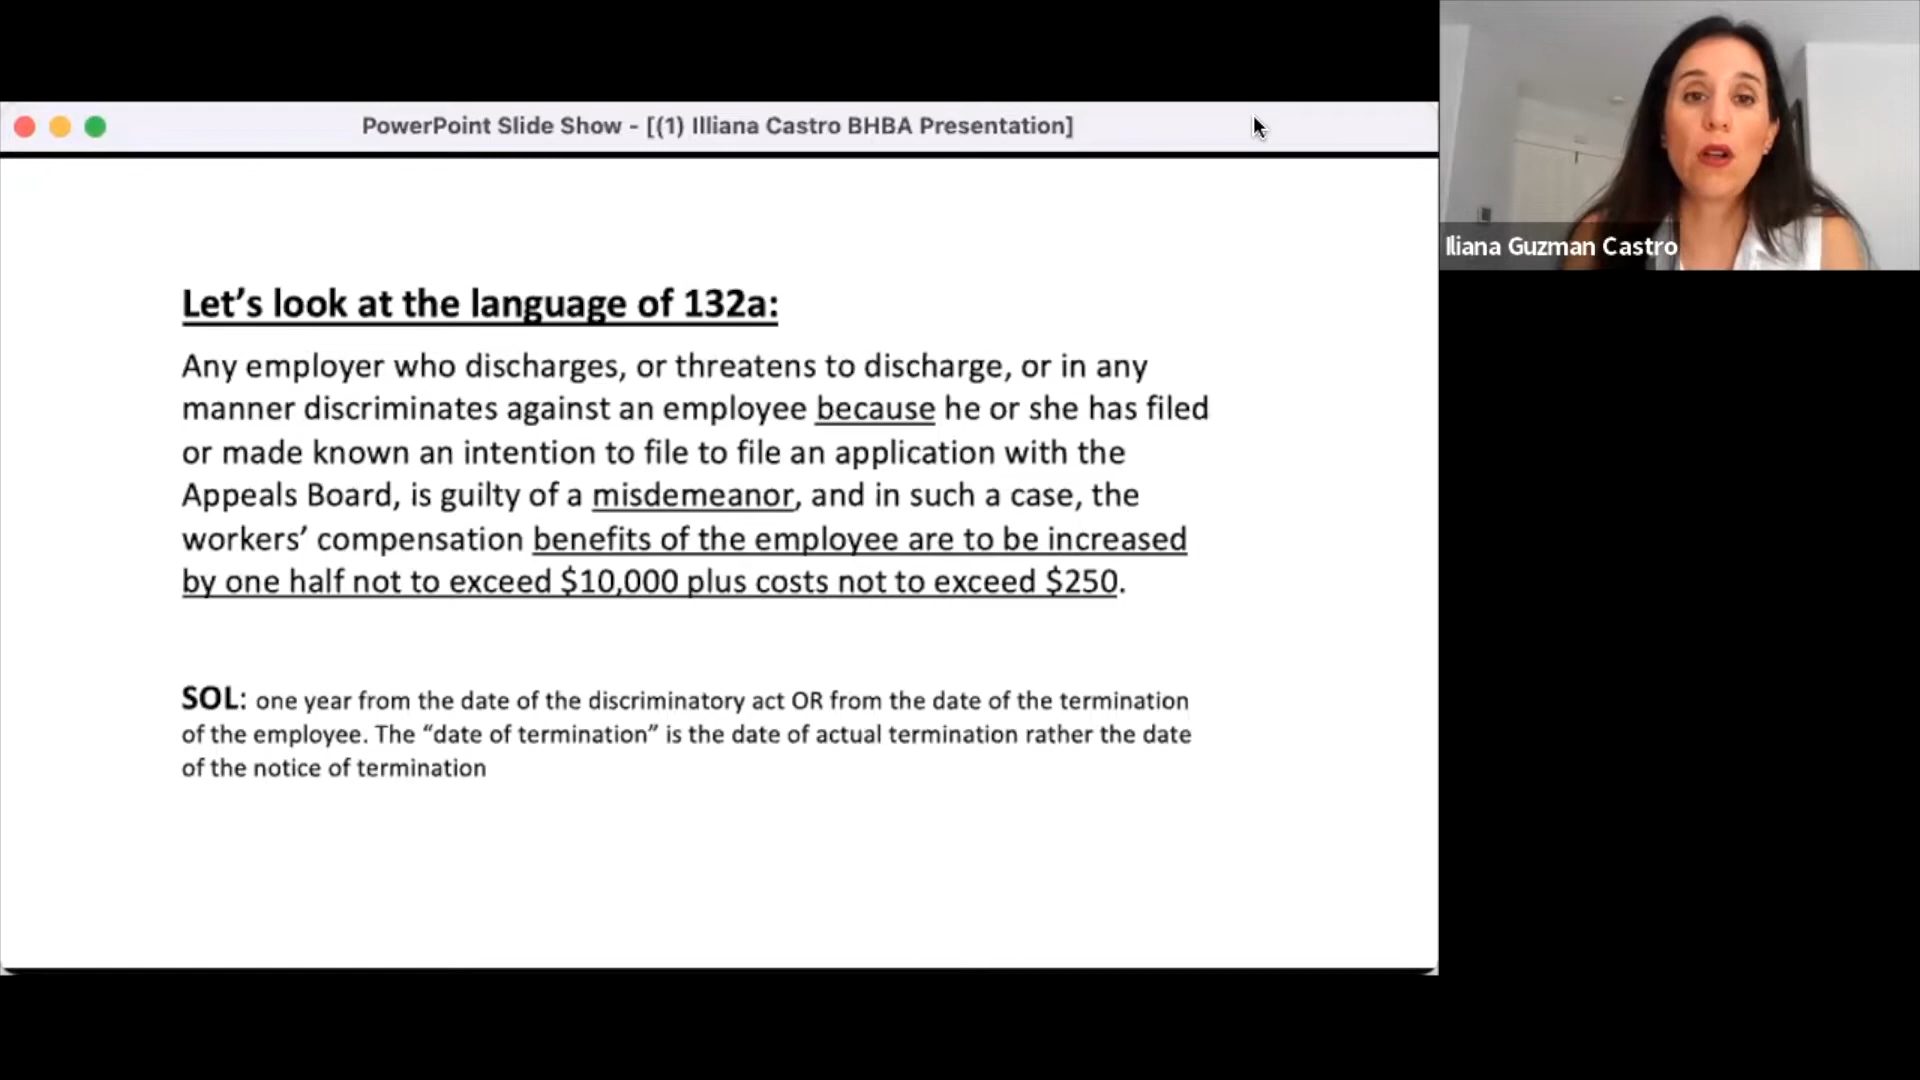 PowerPoint Slide Show - [(1) Illiana Castro BHBA Presentation]
Iliana Guzman Castro
Let’s look at the language of 132a:
Any employer who discharges, or threatens to discharge, or in any
manner discriminates against an employee because he or she has filed
or made known an intention to file to file an application with the
Appeals Board, is guilty of a misdemeanor, and in such a case, the
workers’ compensation benefits of the employee are to be increased
by one half not to exceed $10,000 plus costs not to exceed $250.
SOL: one year from the date of the discriminatory act OR from the date of the termination
of the employee. The “date of termination” is the date of actual termination rather the date
of the notice of termination